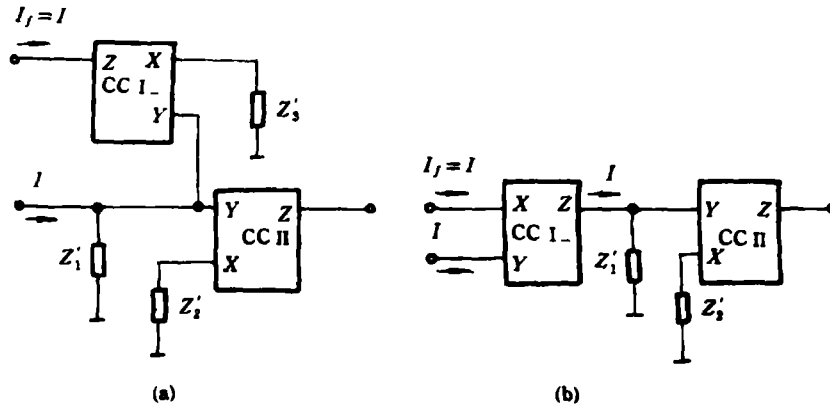 I_f = I
Z X
CC I_-
Y
Z'_3
I
Y Z
CC II
X
Z'_1
Z'_2
(a)
I_f = I
I
X Z
CC I_-
Y
I
Z'_1
Y Z
CC II
X
Z'_2
(b)